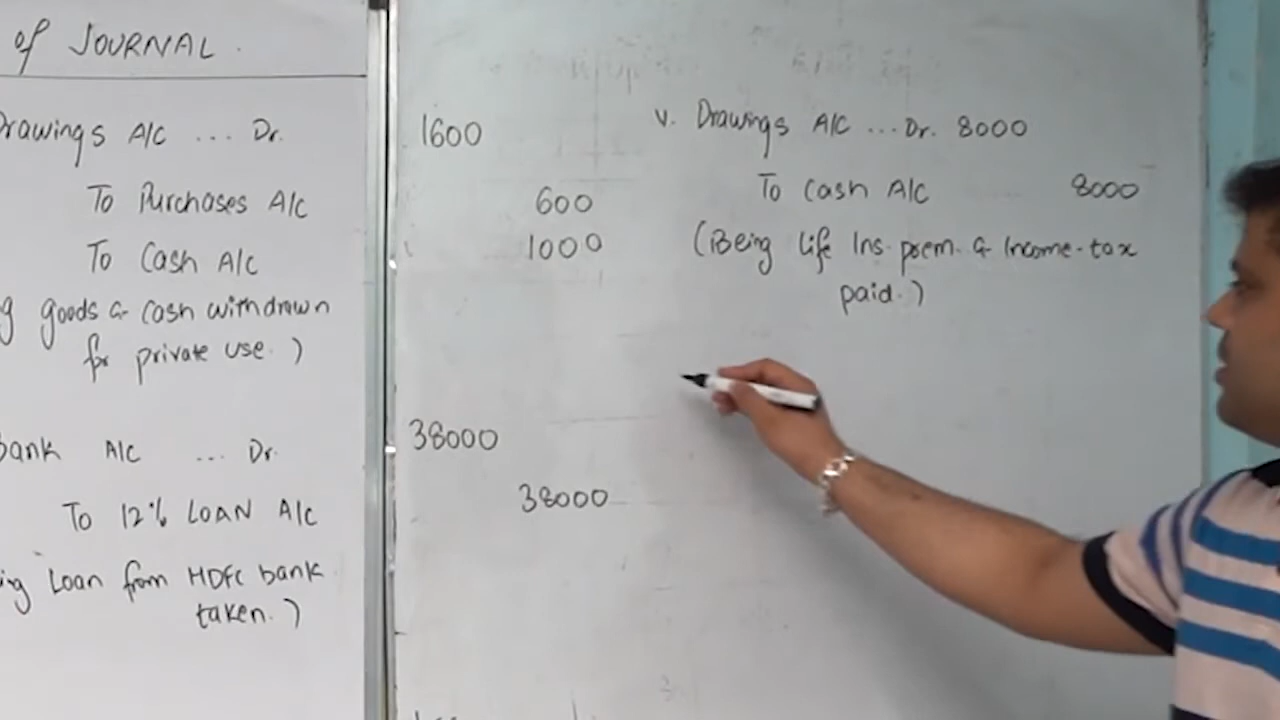 of JOURNAL.
Drawings A/c ... Dr. 1600
To Purchases A/c 600
To Cash A/c 1000
goods & cash withdrawn
for private use.)
Bank A/c ... Dr. 38000
To 12% LOAN A/c 38000
Loan from HDFC bank
taken.)
v. Drawings A/c ... Dr. 8000
To Cash A/c 8000
(Being life Ins. prem. & Income-tax
paid.)